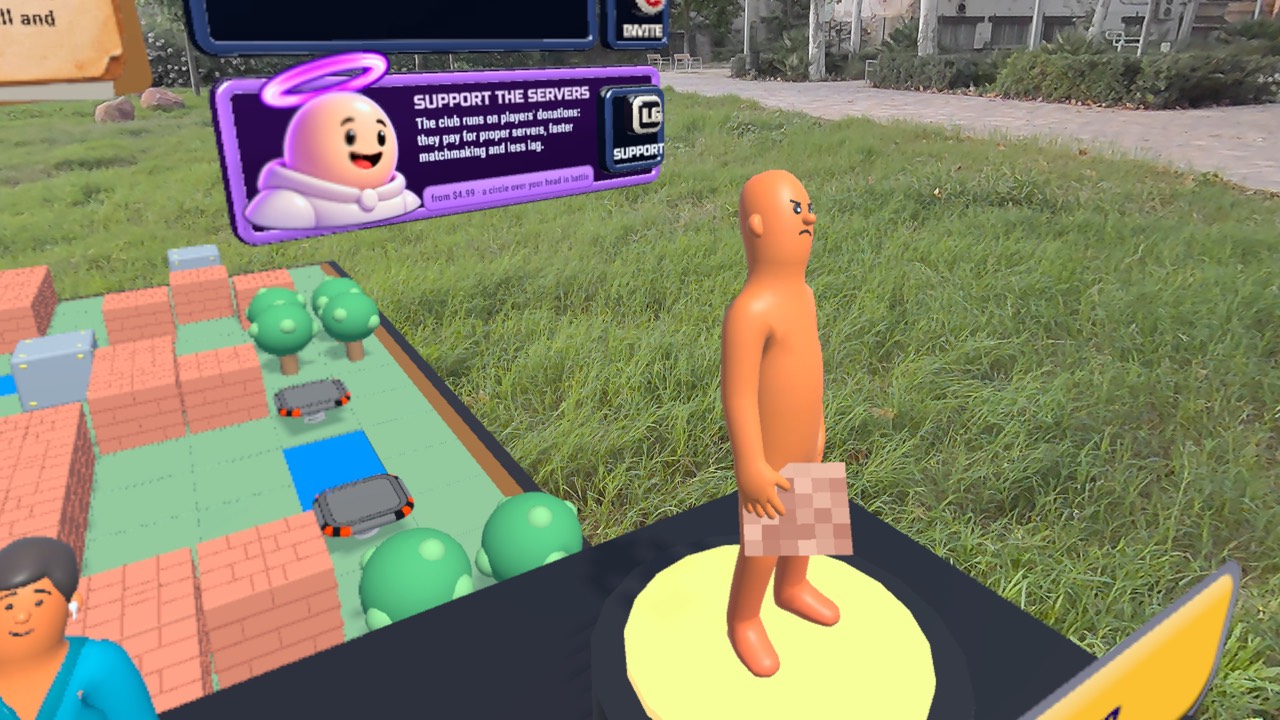 ll and
INVITE
SUPPORT THE SERVERS
The club runs on players' donations:
they pay for proper servers, faster
matchmaking and less lag.
from $4.99 - a circle over your head in battle
LG
SUPPORT